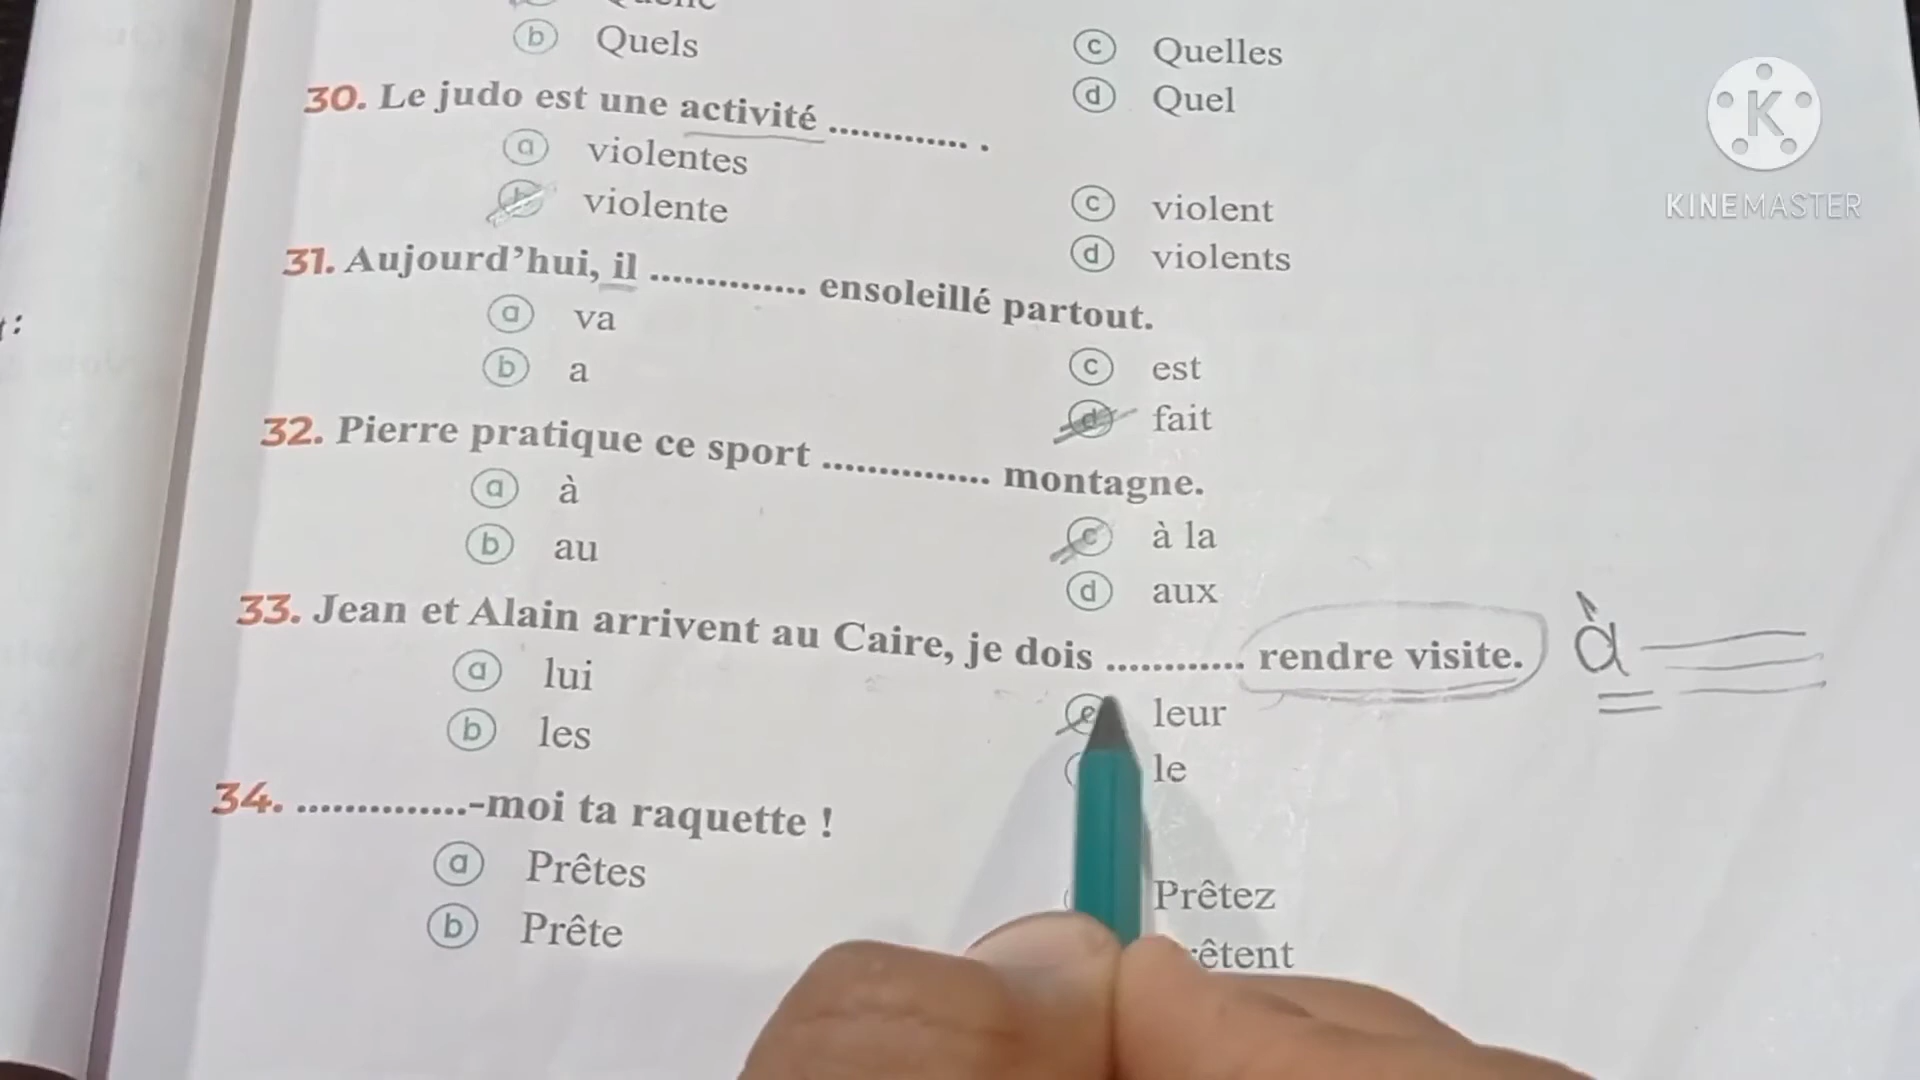 b Quels
c Quelles
d Quel
30. Le judo est une activité ............. .
a violentes
b violente
c violent
d violents
31. Aujourd'hui, il .............. ensoleillé partout.
a va
b a
c est
d fait
32. Pierre pratique ce sport ............... montagne.
a à
b au
c à la
d aux
33. Jean et Alain arrivent au Caire, je dois ............. rendre visite.
à
a lui
b les
c leur
le
34. ...............-moi ta raquette !
a Prêtes
b Prête
Prêtez
êtent
KINEMASTER